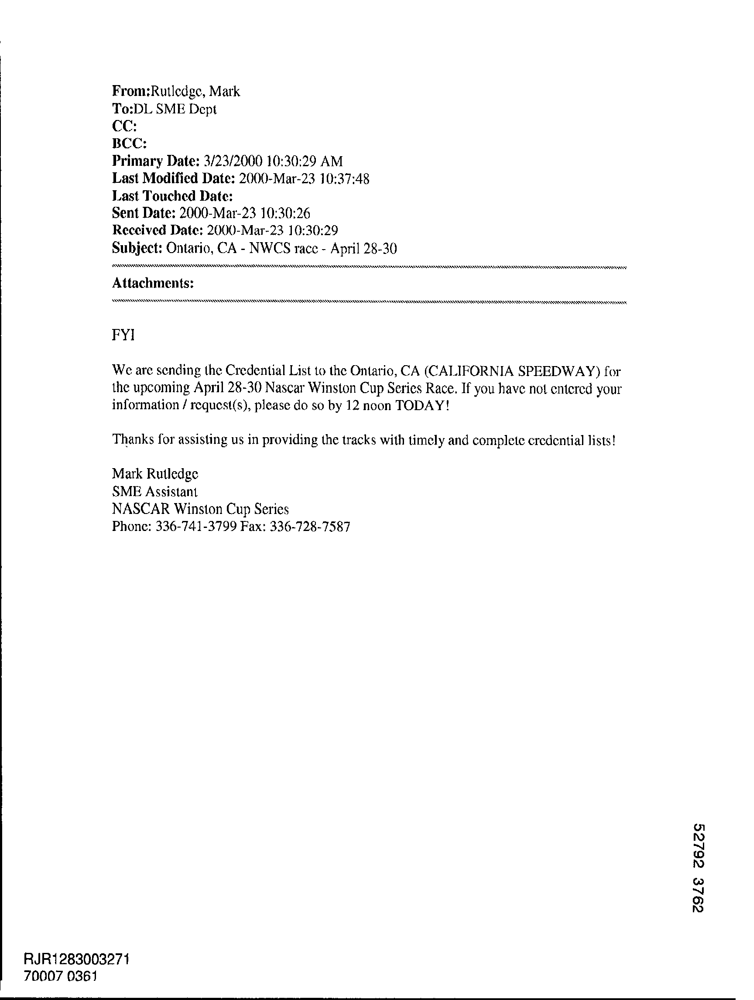 From:Rutledge, Mark
To:DL SME Dept
CC:
BCC:
Primary Date: 3/23/2000 10:30:29 AM
Last Modified Date: 2000-Mar-23 10:37:48
Last Touched Date:
Sent Date: 2000-Mar-23 10:30:26
Received Date: 2000-Mar-23 10:30:29
Subject: Ontario, CA - NWCS race - April 28-30
Attachments:
FYI
We are sending the Credential List to the Ontario, CA (CALIFORNIA SPEEDWAY) for
the upcoming April 28-30 Nascar Winston Cup Series Race. If you have not entered your
information / request(s), please do so by 12 noon TODAY!
Thanks for assisting us in providing the tracks with timely and complete credential lists!
Mark Rutledge
SME Assistant
NASCAR Winston Cup Series
Phone: 336-741-3799 Fax: 336-728-7587
52792 3762
RJR1283003271
70007 0361